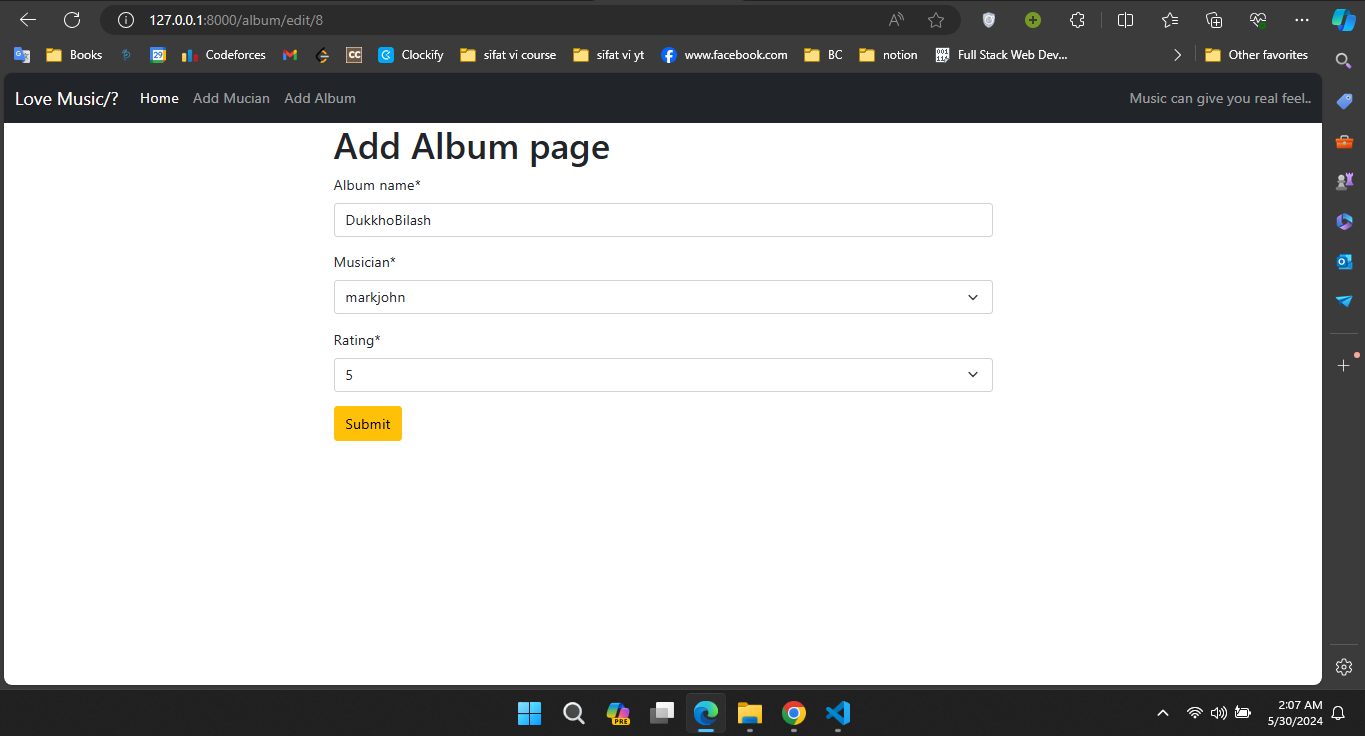 127.0.0.1:8000/album/edit/8
Books
29
Codeforces
CC
Clockify
sifat vi course
sifat vi yt
www.facebook.com
BC
notion
Full Stack Web Dev...
Other favorites
Love Music/?
Home
Add Mucian
Add Album
Music can give you real feel..
Add Album page
Album name*
DukkhoBilash
Musician*
markjohn
Rating*
5
Submit
PRE
2:07 AM
5/30/2024